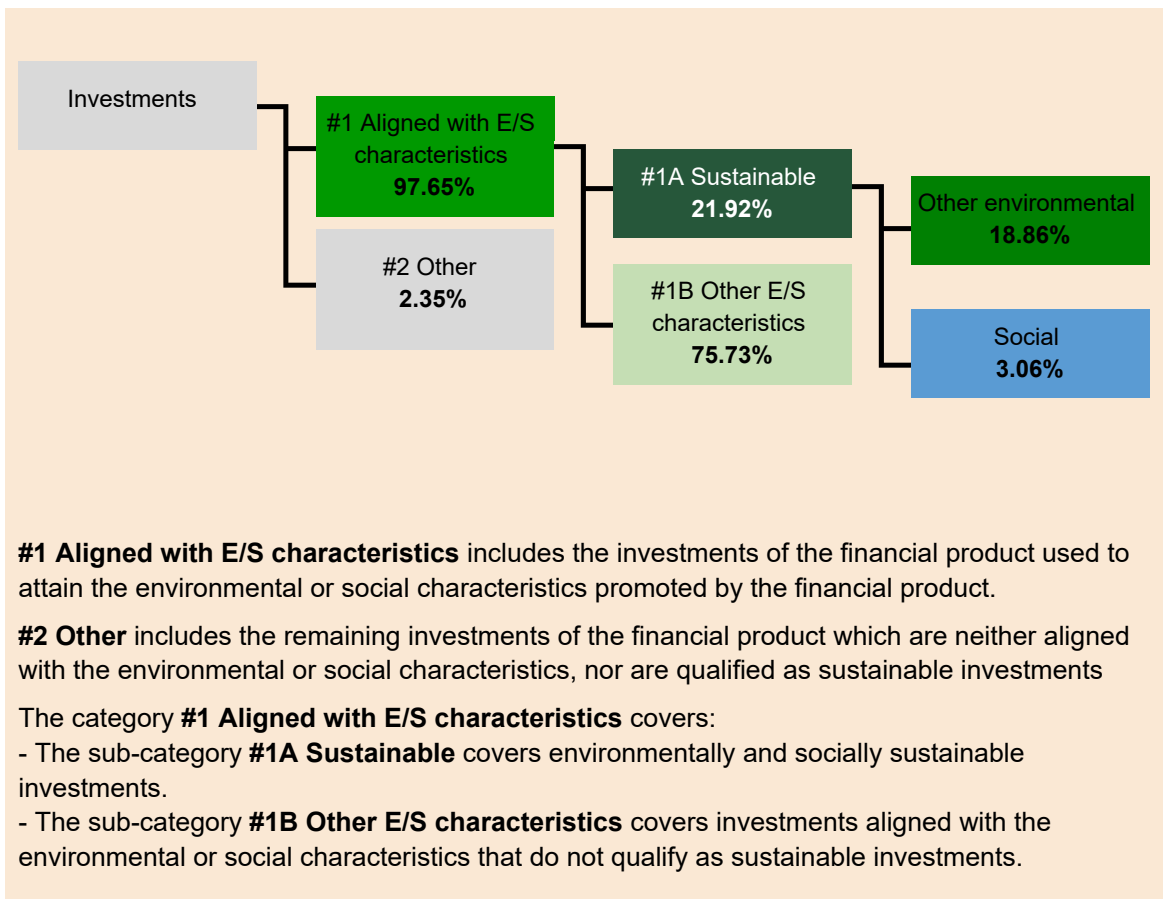 Investments
#1 Aligned with E/S
characteristics
97.65%
#2 Other
2.35%
#1A Sustainable
21.92%
#1B Other E/S
characteristics
75.73%
Other environmental
18.86%
Social
3.06%
#1 Aligned with E/S characteristics includes the investments of the financial product used to
attain the environmental or social characteristics promoted by the financial product.
#2 Other includes the remaining investments of the financial product which are neither aligned
with the environmental or social characteristics, nor are qualified as sustainable investments
The category #1 Aligned with E/S characteristics covers:
- The sub-category #1A Sustainable covers environmentally and socially sustainable
investments.
- The sub-category #1B Other E/S characteristics covers investments aligned with the
environmental or social characteristics that do not qualify as sustainable investments.